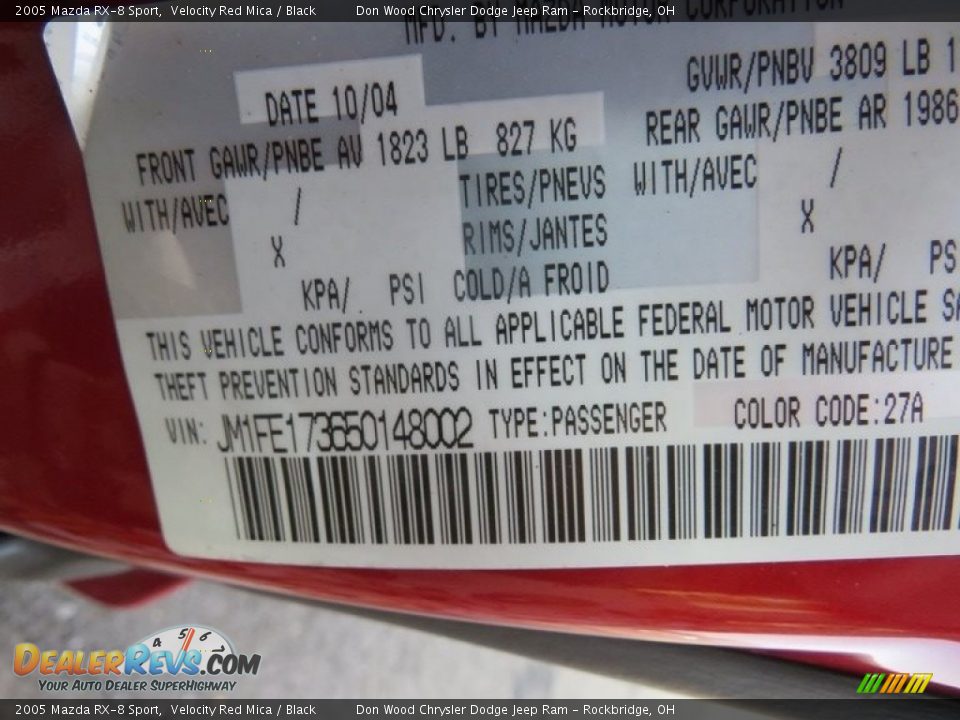 2005 Mazda RX-8 Sport, Velocity Red Mica / Black Don Wood Chrysler Dodge Jeep Ram - Rockbridge, OH
MFD. BY MAZDA MOTOR CORPORATION
DATE 10/04 GVWR/PNBV 3809 LB 1
FRONT GAWR/PNBE AV 1823 LB 827 KG REAR GAWR/PNBE AR 1986
WITH/AVEC / TIRES/PNEVS WITH/AVEC /
X RIMS/JANTES X
KPA/ PSI COLD/A FROID KPA/ PS
THIS VEHICLE CONFORMS TO ALL APPLICABLE FEDERAL MOTOR VEHICLE SA
THEFT PREVENTION STANDARDS IN EFFECT ON THE DATE OF MANUFACTURE
VIN: JM1FE173650148002 TYPE:PASSENGER COLOR CODE:27A
4 5 6
DealerRevs.com
Your Auto Dealer SuperHighway
2005 Mazda RX-8 Sport, Velocity Red Mica / Black Don Wood Chrysler Dodge Jeep Ram - Rockbridge, OH